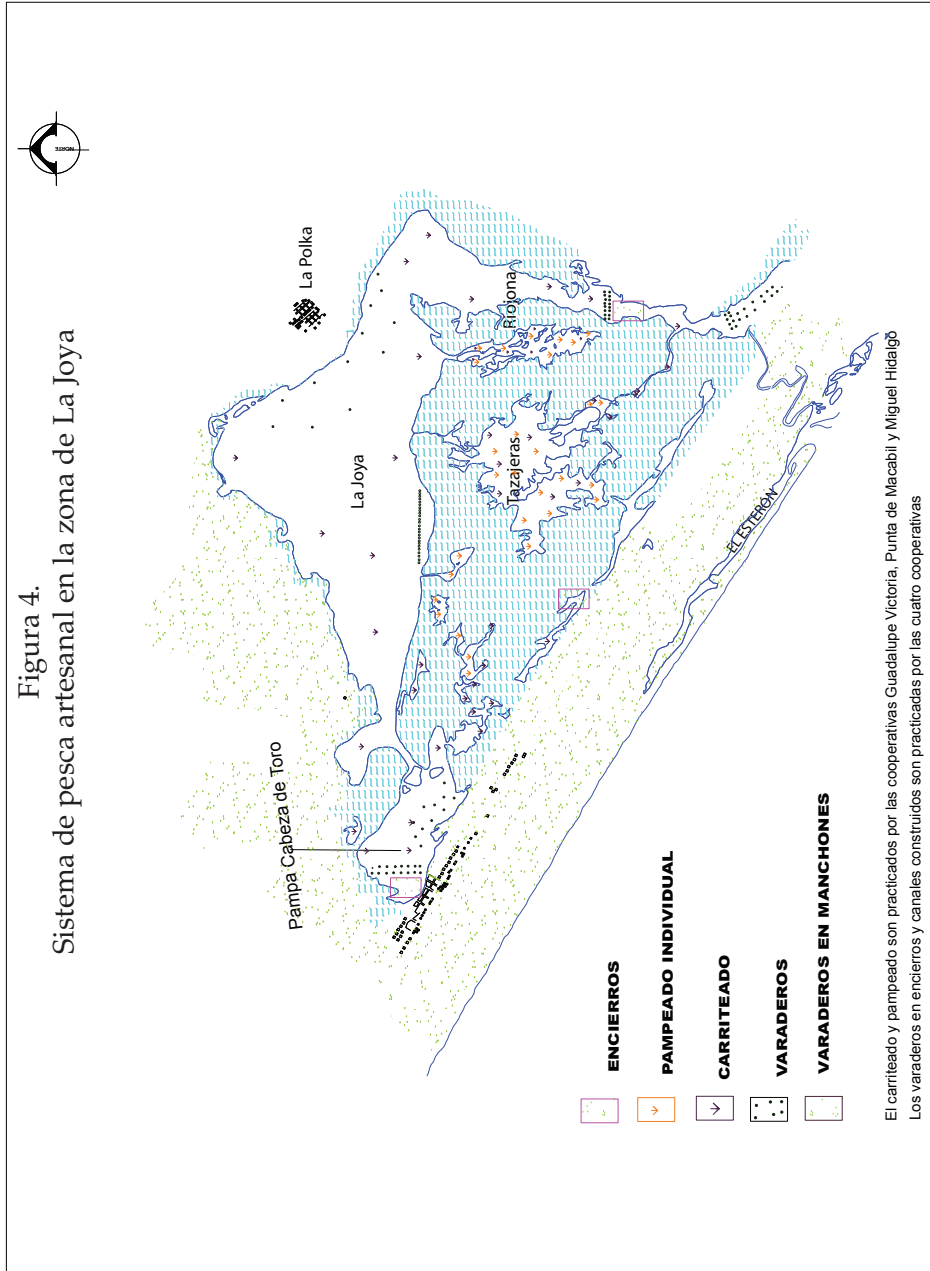 Figura 4.
Sistema de pesca artesanal en la zona de La Joya
NORTE
La Polka
Pampa Cabeza de Toro
La Joya
Riojona
Tazajeras
EL ESTERÓN
ENCIERROS
PAMPEADO INDIVIDUAL
CARRITEADO
VARADEROS
VARADEROS EN MANCHONES
El carriteado y pampeado son practicados por las cooperativas Guadalupe Victoria, Punta de Macabil y Miguel Hidalgo
Los varaderos en encierros y canales construidos son practicadas por las cuatro cooperativas